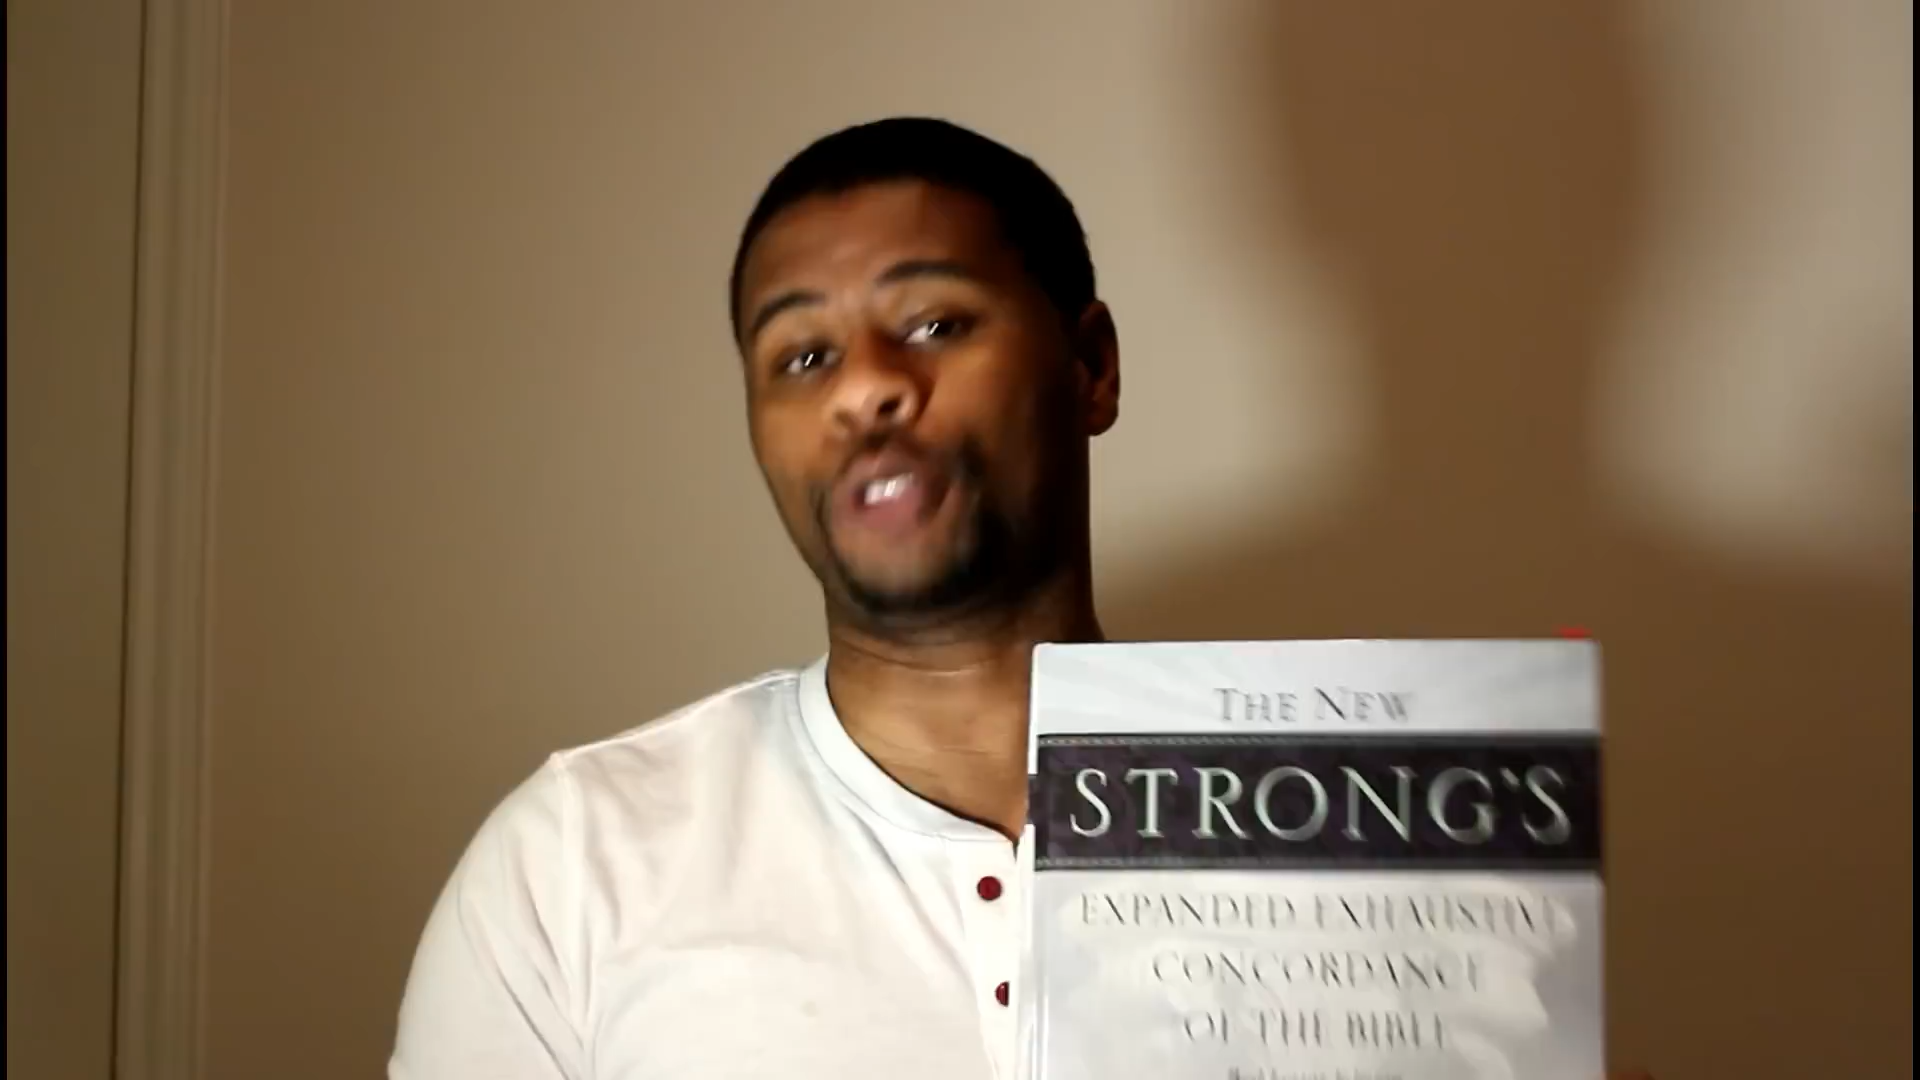 THE NEW
STRONG'S
EXPANDED EXHAUSTIVE
CONCORDANCE
OF THE BIBLE